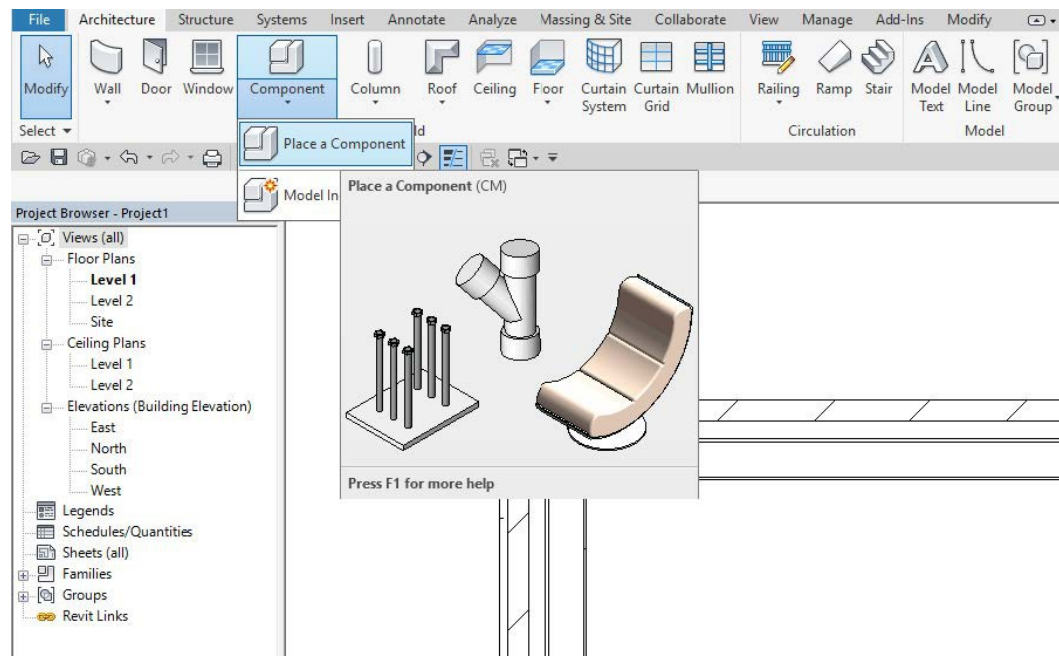 File Architecture Structure Systems Insert Annotate Analyze Massing & Site Collaborate View Manage Add-Ins Modify
Modify Wall Door Window Component Column Roof Ceiling Floor Curtain System Curtain Grid Mullion Railing Ramp Stair Model Text Model Line Model Group
Select Circulation Model
Place a Component
Model In
Place a Component (CM)
Press F1 for more help
Project Browser - Project1
Views (all)
Floor Plans
Level 1
Level 2
Site
Ceiling Plans
Level 1
Level 2
Elevations (Building Elevation)
East
North
South
West
Legends
Schedules/Quantities
Sheets (all)
Families
Groups
Revit Links